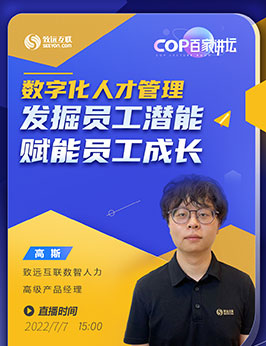 致远互联
SEEYON.COM
COP百家讲坛
数字化人才管理
发掘员工潜能
赋能员工成长
高斯
致远互联数智人力
高级产品经理
直播时间
2022/7/7 15:00